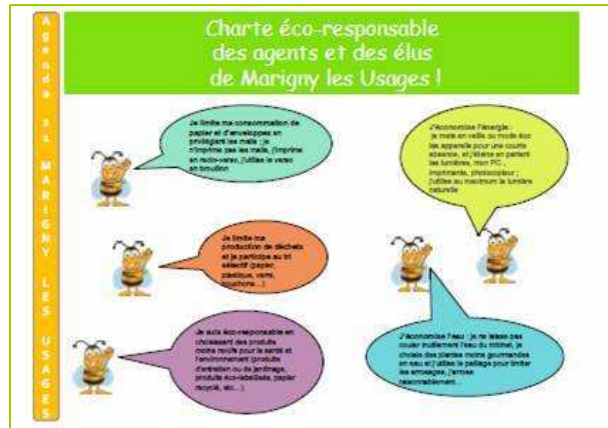 Charte éco-responsable
des agents et des élus
de Marigny les Usages !
Agenda 21 MARIGNY LES USAGES
Je limite ma consommation de
papier et d'enveloppes en
privilégiant les mails ; je
n'imprime pas les mails, j'imprime
en recto-verso, j'utilise le verso
en brouillon
J'économise l'énergie :
je mets en veille ou mode éco
les appareils pour une courte
absence, et j'éteins en partant
les lumières, mon PC,
imprimante, photocopieur ;
j'utilise au maximum la lumière
naturelle
Je limite ma
production de déchets
et je participe au tri
sélectif (papier,
plastique, verre,
bouchons...)
Je suis éco-responsable en
choisissant des produits
moins nocifs pour la santé et
l'environnement (produits
d'entretien ou de jardinage,
produits éco-labellisés, papier
recyclé, etc...)
J'économise l'eau : je ne laisse pas
couler inutilement l'eau du robinet, je
choisis des plantes moins gourmandes
en eau et j'utilise le paillage pour limiter
les arrosages, j'arrose
raisonnablement...